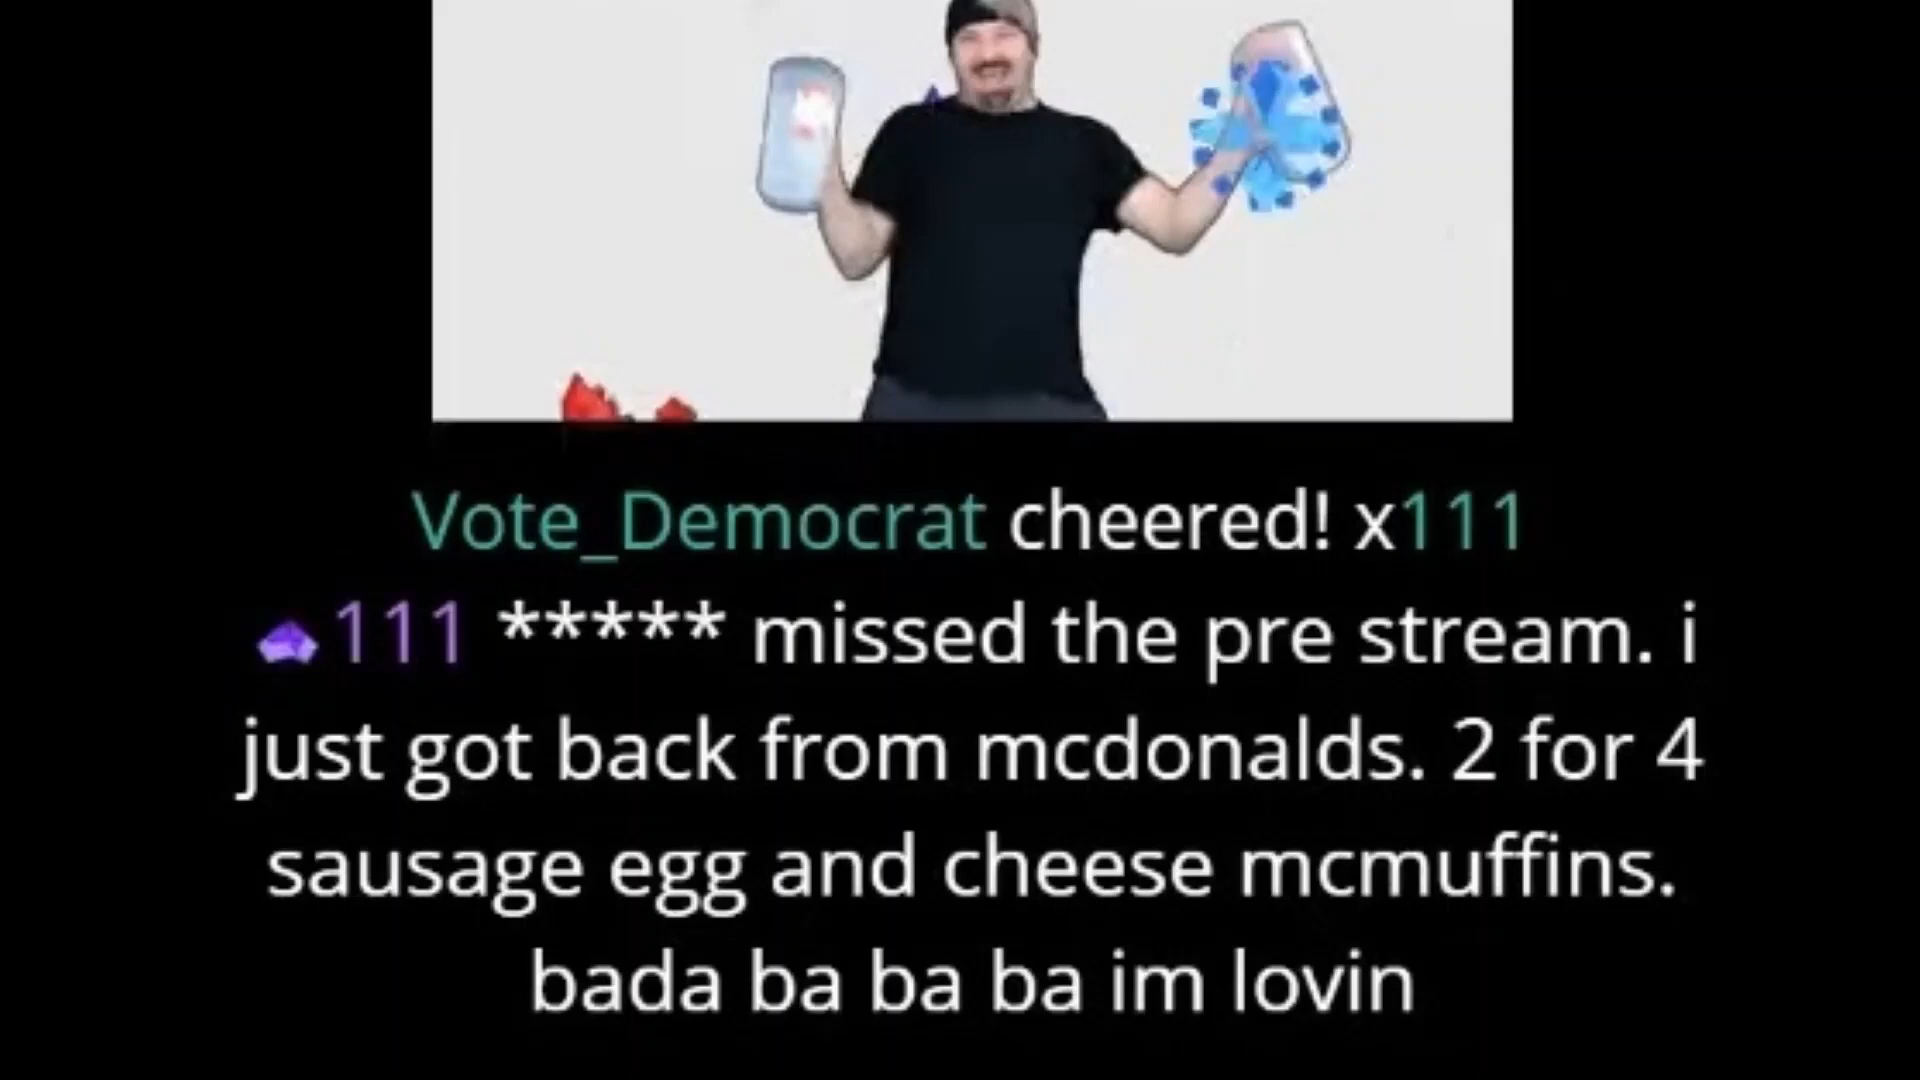 Vote_Democrat cheered! x111
111 ***** missed the pre stream. i
just got back from mcdonalds. 2 for 4
sausage egg and cheese mcmuffins.
bada ba ba ba im lovin